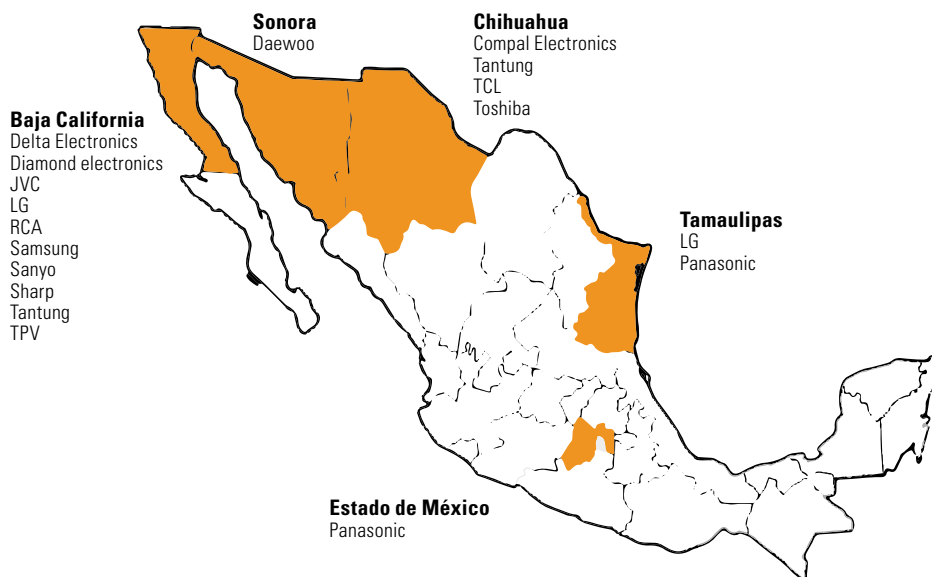 Sonora
Daewoo
Chihuahua
Compal Electronics
Tantung
TCL
Toshiba
Baja California
Delta Electronics
Diamond electronics
JVC
LG
RCA
Samsung
Sanyo
Sharp
Tantung
TPV
Tamaulipas
LG
Panasonic
Estado de México
Panasonic